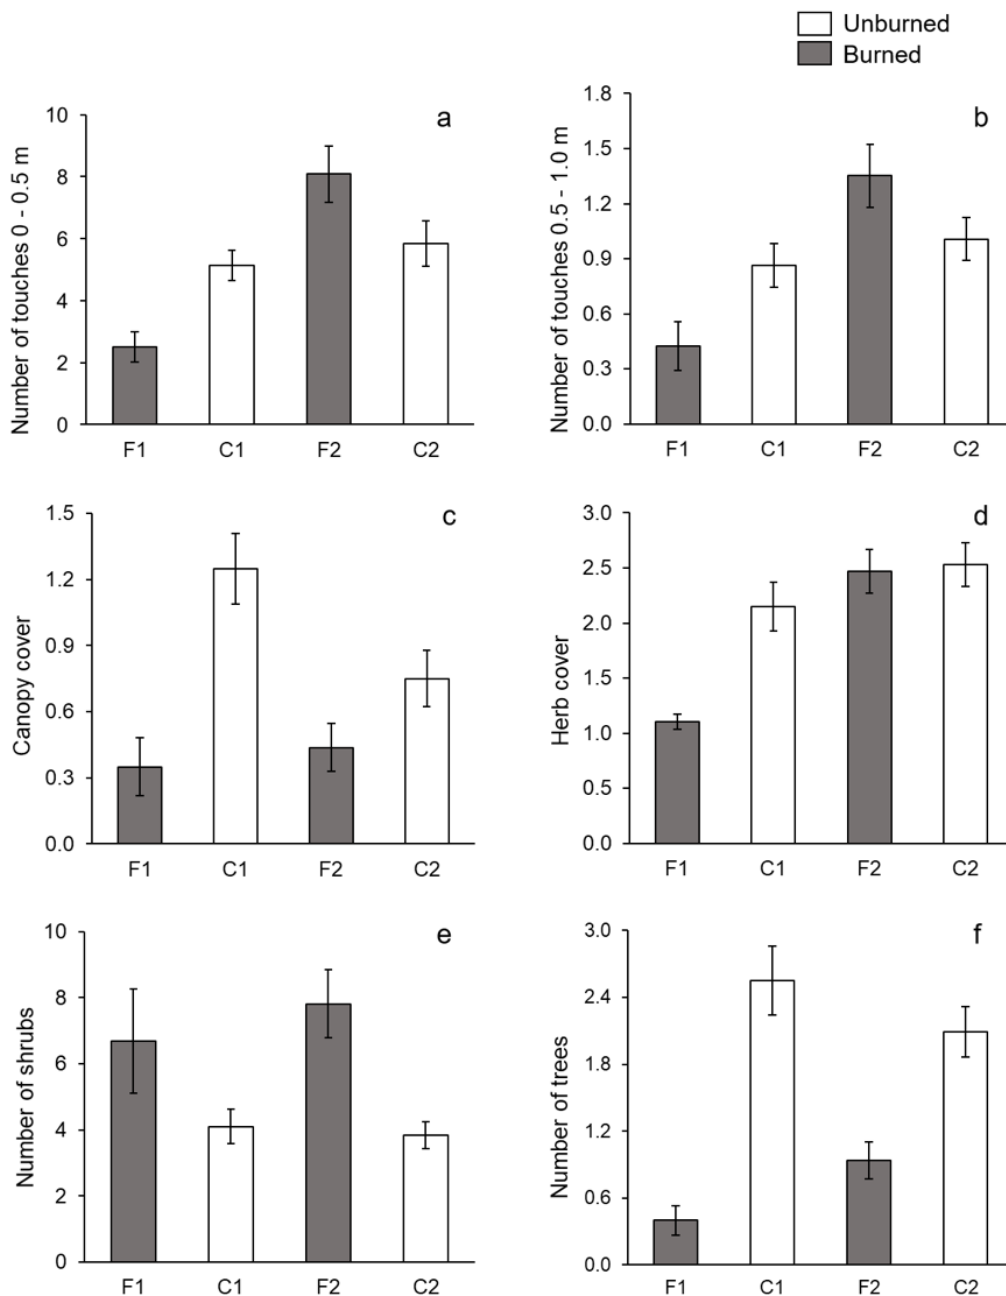 Unburned
Burned
a
Number of touches 0 - 0.5 m
10
8
6
4
2
0
F1 C1 F2 C2
b
Number of touches 0.5 - 1.0 m
1.8
1.5
1.2
0.9
0.6
0.3
0.0
F1 C1 F2 C2
c
Canopy cover
1.5
1.2
0.9
0.6
0.3
0.0
F1 C1 F2 C2
d
Herb cover
3.0
2.5
2.0
1.5
1.0
0.5
0.0
F1 C1 F2 C2
e
Number of shrubs
10
8
6
4
2
0
F1 C1 F2 C2
f
Number of trees
3.0
2.4
1.8
1.2
0.6
0.0
F1 C1 F2 C2